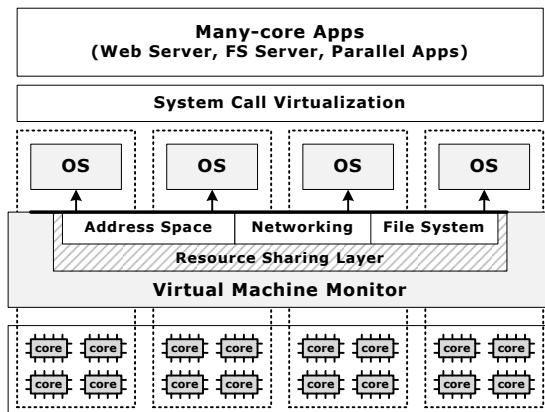 Many-core Apps
(Web Server, FS Server, Parallel Apps)
System Call Virtualization
OS OS OS OS
Address Space Networking File System
Resource Sharing Layer
Virtual Machine Monitor
core core core core core core core core
core core core core core core core core